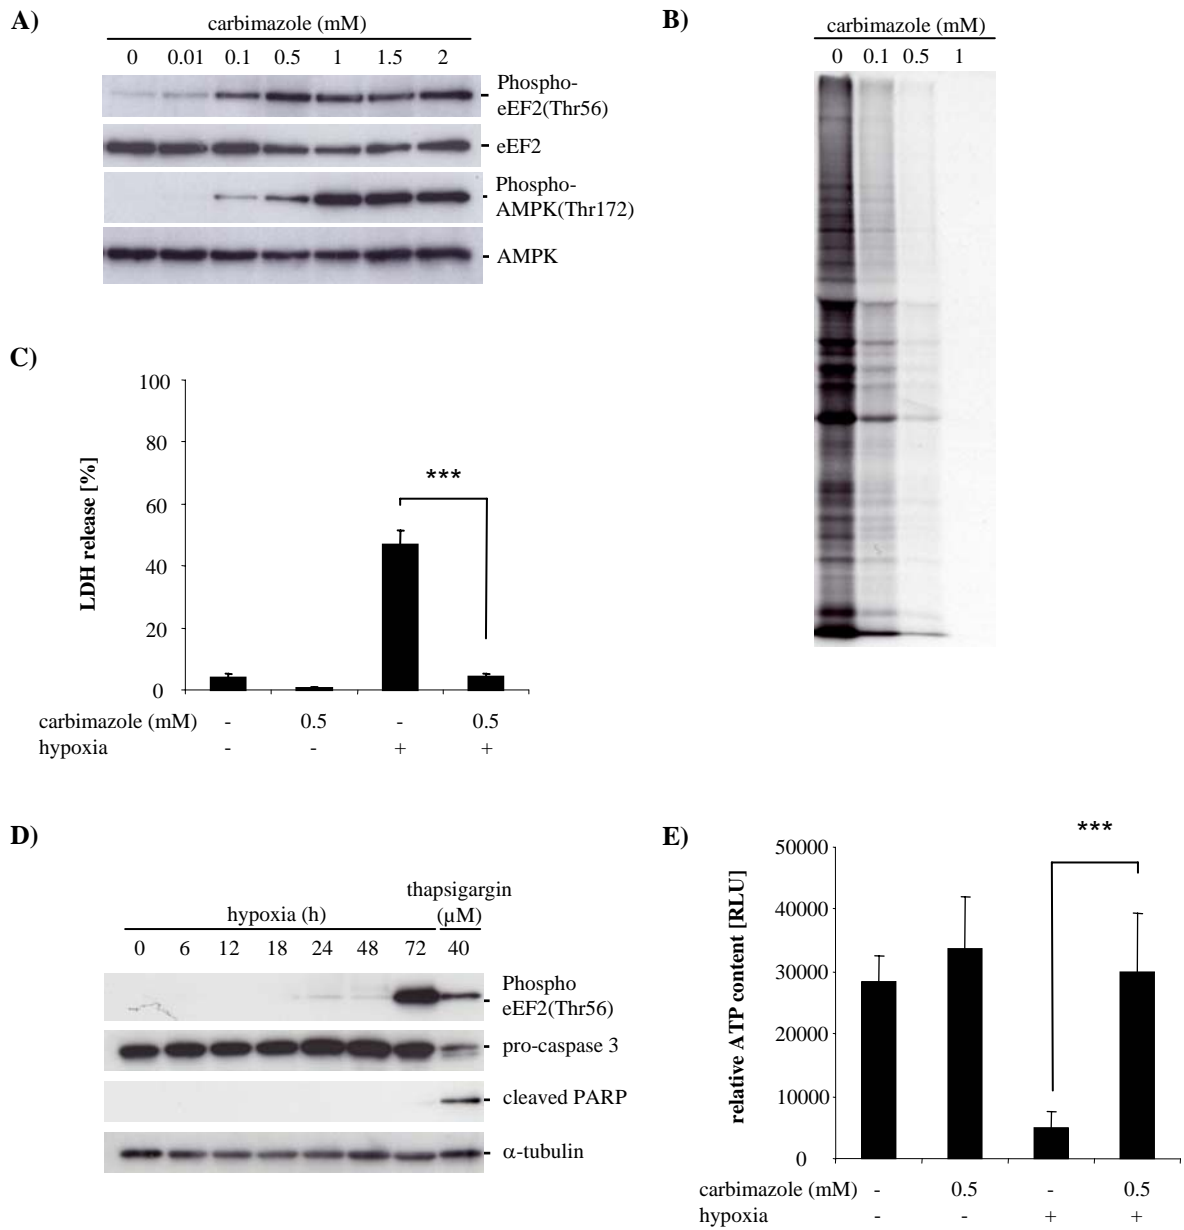 A)
carbimazole (mM)
0 0.01 0.1 0.5 1 1.5 2
Phospho-
eEF2(Thr56)
eEF2
Phospho-
AMPK(Thr172)
AMPK
B)
carbimazole (mM)
0 0.1 0.5 1
C)
LDH release [%]
100
80
60
40
20
0
***
carbimazole (mM) - 0.5 - 0.5
hypoxia - - + +
D)
thapsigargin
hypoxia (h) (µM)
0 6 12 18 24 48 72 40
Phospho
eEF2(Thr56)
pro-caspase 3
cleaved PARP
α-tubulin
E)
relative ATP content [RLU]
50000
40000
30000
20000
10000
0
***
carbimazole (mM) - 0.5 - 0.5
hypoxia - - + +